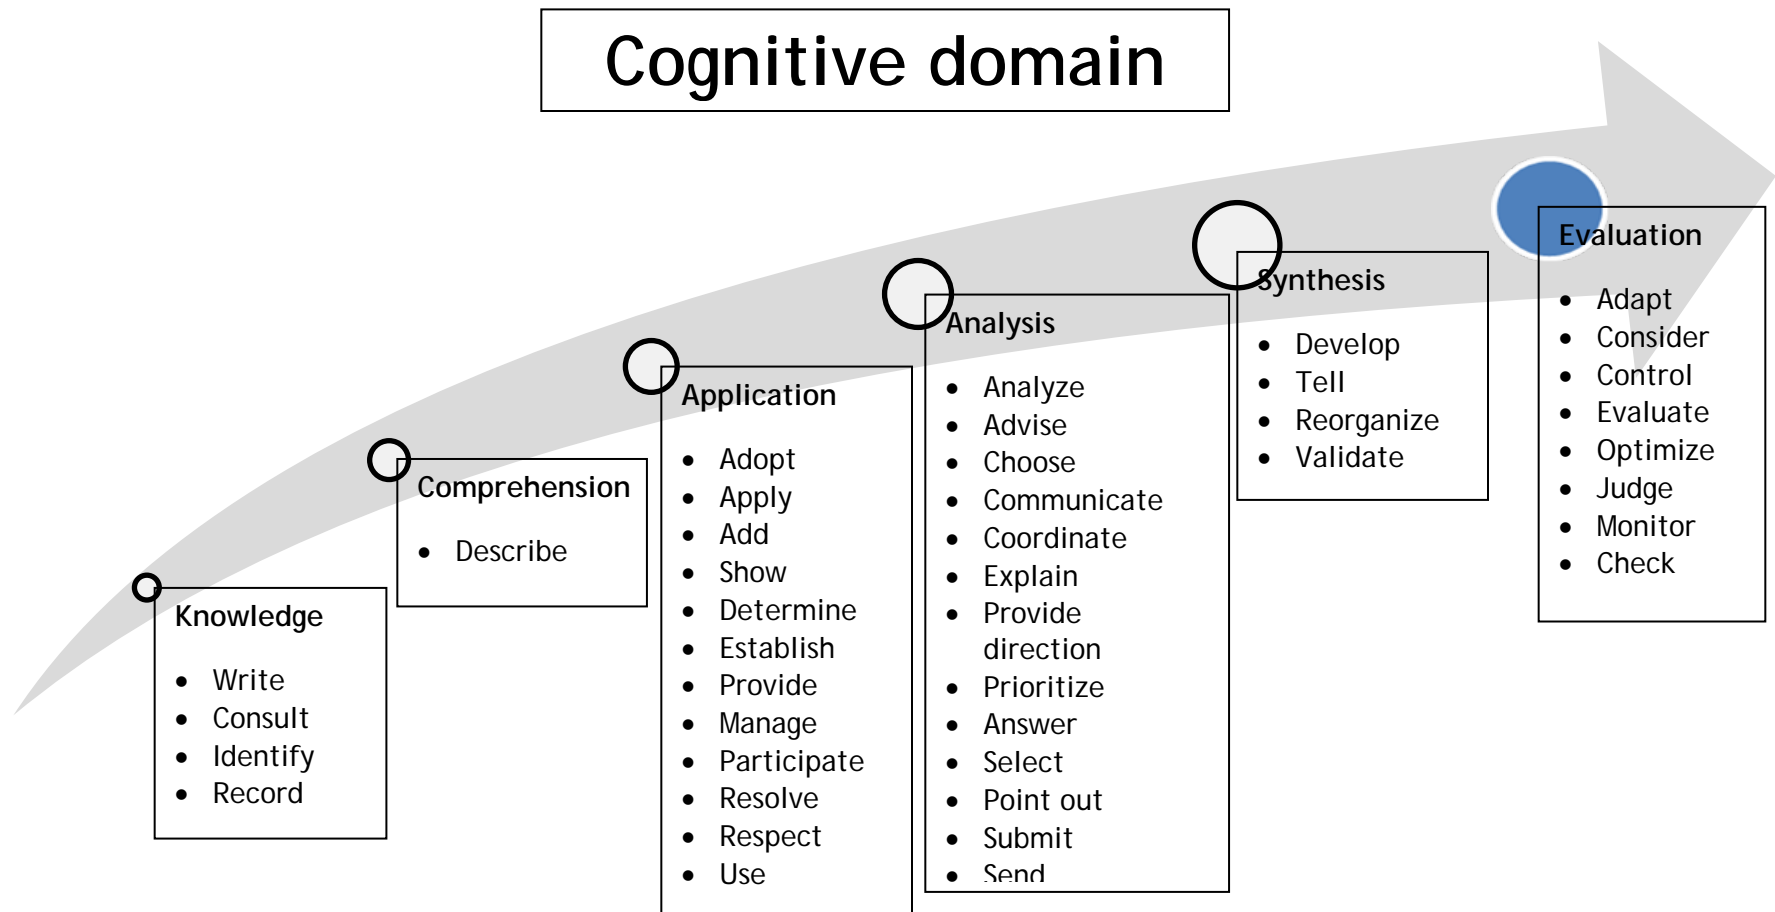 Cognitive domain
Knowledge
• Write
• Consult
• Identify
• Record
Comprehension
• Describe
Application
• Adopt
• Apply
• Add
• Show
• Determine
• Establish
• Provide
• Manage
• Participate
• Resolve
• Respect
• Use
Analysis
• Analyze
• Advise
• Choose
• Communicate
• Coordinate
• Explain
• Provide
direction
• Prioritize
• Answer
• Select
• Point out
• Submit
• Send
Synthesis
• Develop
• Tell
• Reorganize
• Validate
Evaluation
• Adapt
• Consider
• Control
• Evaluate
• Optimize
• Judge
• Monitor
• Check